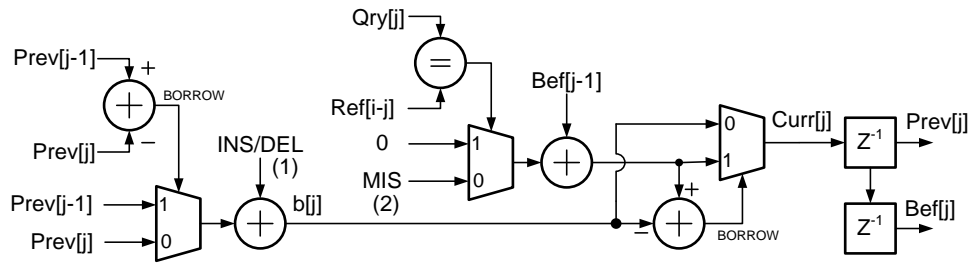 Qry[j]
Prev[j-1]
+
+
BORROW
−
Prev[j]
=
Ref[i-j]
Bef[j-1]
0
1
MIS
0
(2)
+
INS/DEL
(1)
Prev[j-1]
1
Prev[j]
0
+
b[j]
+
−
+
BORROW
0
1
Curr[j]
Z-1
Prev[j]
Z-1
Bef[j]